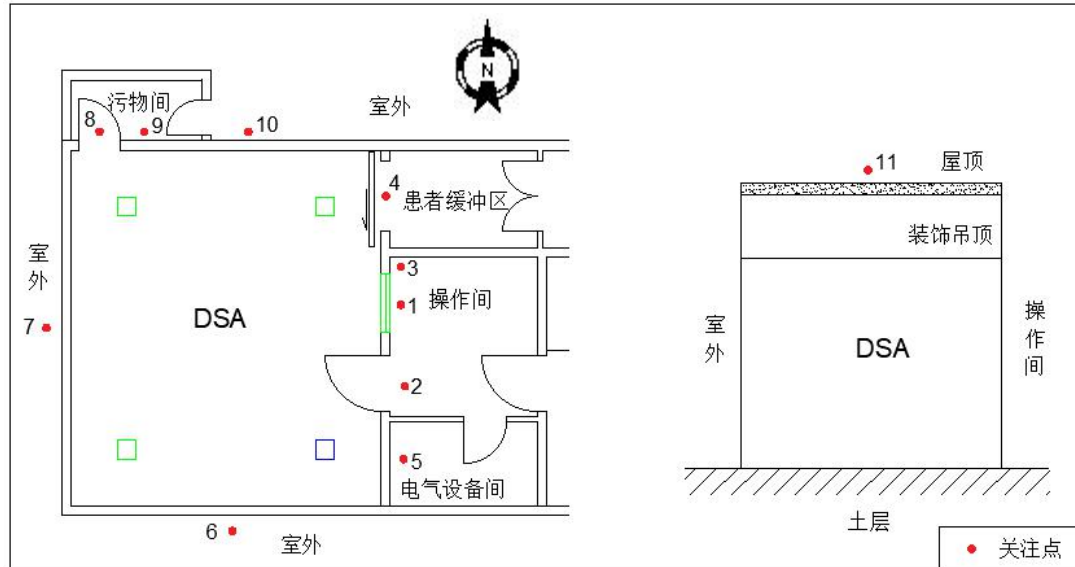 N
污物间
8
9
10
室外
11
屋顶
4
患者缓冲区
装饰吊顶
室外
3
操作间
1
7
DSA
室外
DSA
操作间
2
5
电气设备间
6
室外
土层
关注点